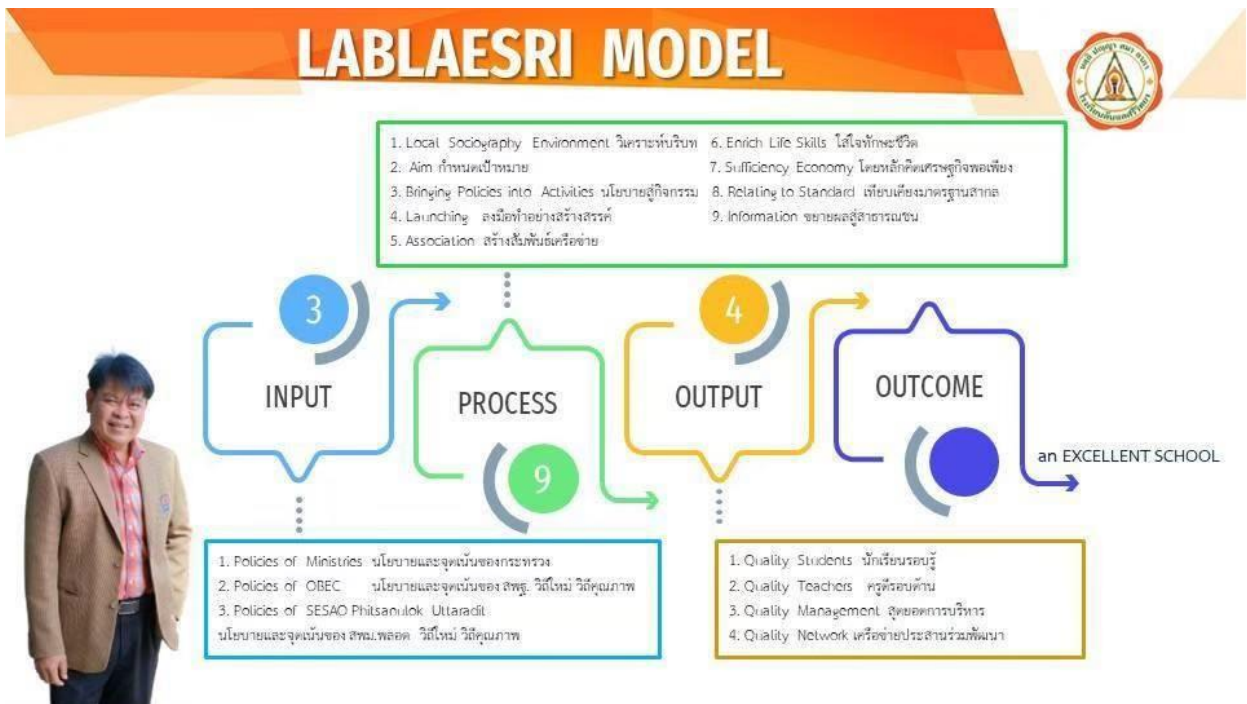 LABLAESRI MODEL
1. Local Sociography Environment วิเคราะห์บริบท
2. Aim กำหนดเป้าหมาย
3. Bringing Policies into Activities นโยบายสู่กิจกรรม
4. Launching ลงมือทำอย่างสร้างสรรค์
5. Association สร้างสัมพันธ์เครือข่าย
6. Enrich Life Skills ใส่ใจทักษะชีวิต
7. Sufficiency Economy โดยหลักคิดเศรษฐกิจพอเพียง
8. Relating to Standard เทียบเคียงมาตรฐานสากล
9. Information ขยายผลสู่สาธารณชน
3
INPUT
PROCESS
9
4
OUTPUT
OUTCOME
an EXCELLENT SCHOOL
1. Policies of Ministries นโยบายและจุดเน้นของกระทรวง
2. Policies of OBEC นโยบายและจุดเน้นของ สพฐ. วิถีใหม่ วิถีคุณภาพ
3. Policies of SESAO Phitsanulok Uttaradit
นโยบายและจุดเน้นของ สพม.พลอต วิถีใหม่ วิถีคุณภาพ
1. Quality Students นักเรียนรอบรู้
2. Quality Teachers ครูดีรอบด้าน
3. Quality Management สุดยอดการบริหาร
4. Quality Network เครือข่ายประสานร่วมพัฒนา